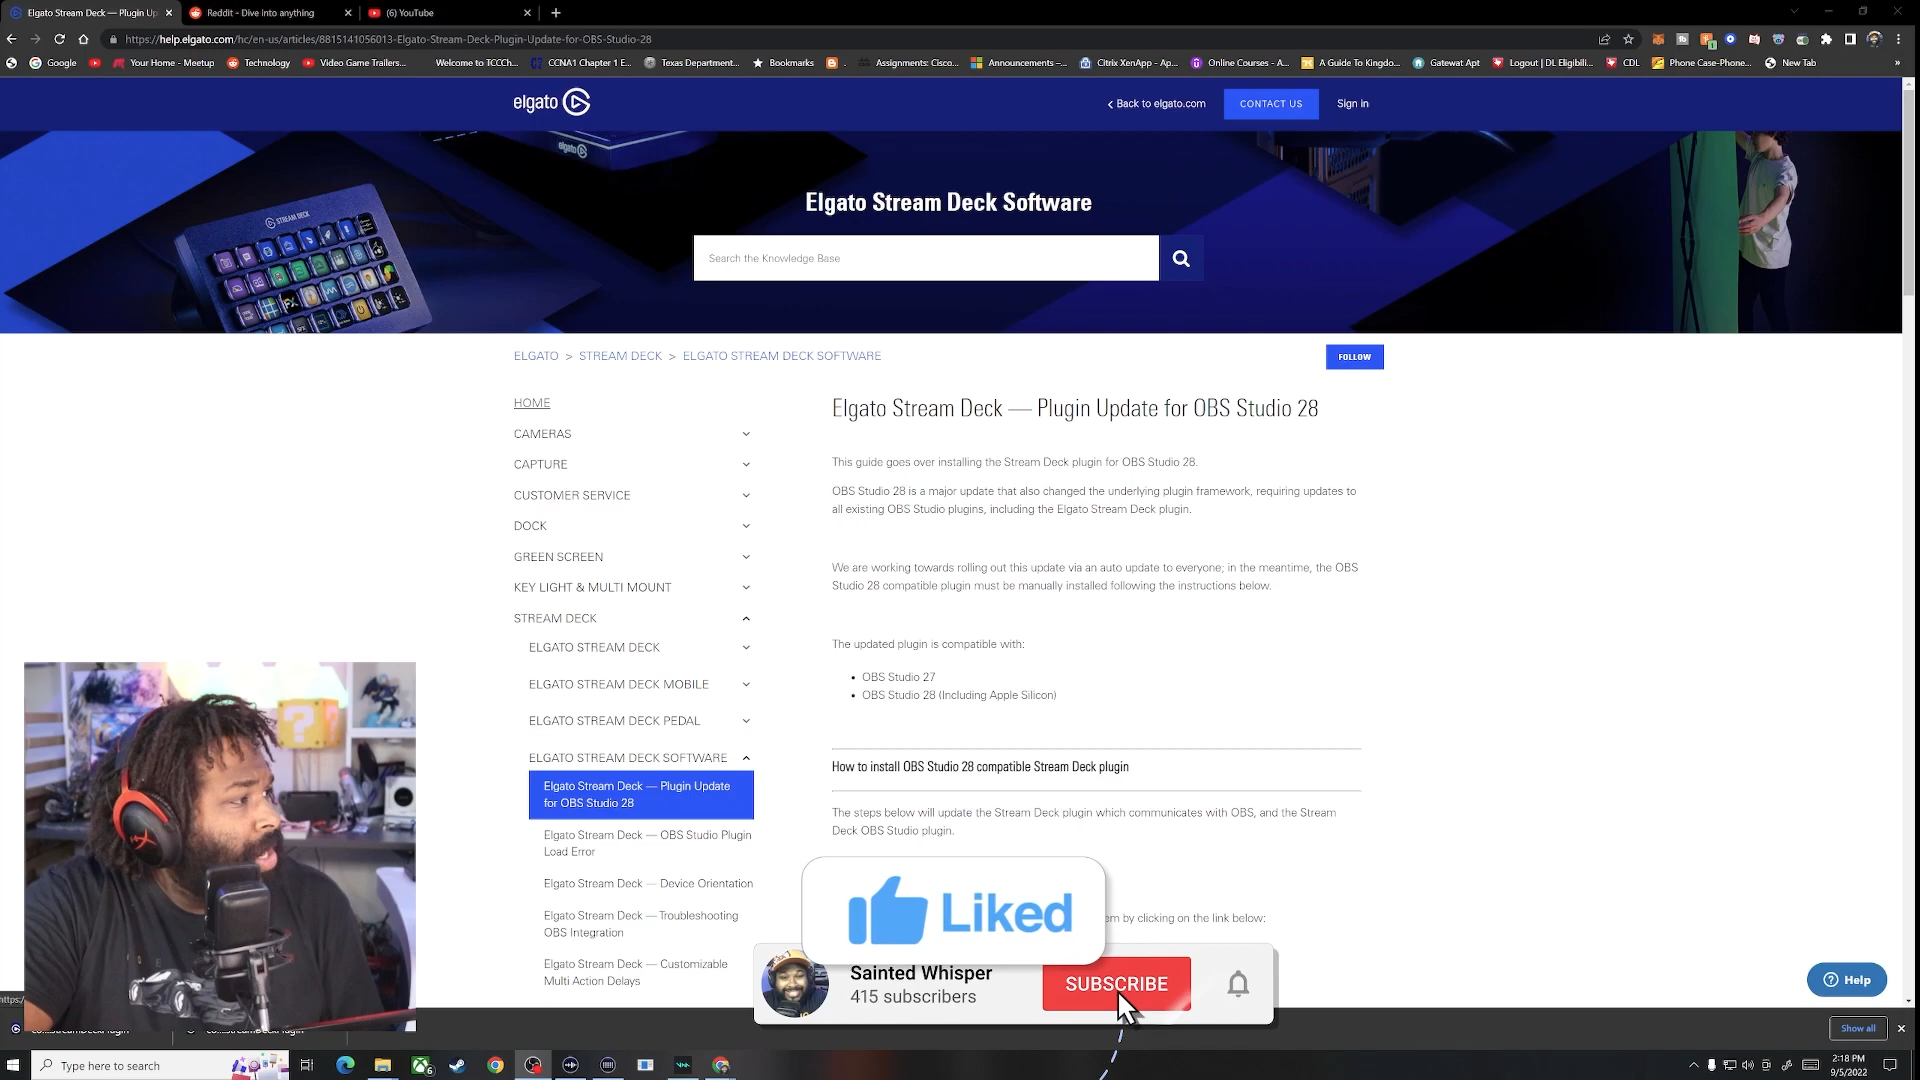 Elgato Stream Deck — Plugin Up
Reddit - Dive into anything
(6) YouTube
https://help.elgato.com/hc/en-us/articles/8815141056013-Elgato-Stream-Deck-Plugin-Update-for-OBS-Studio-28
Google
Your Home - Meetup
Technology
Video Game Trailers...
Welcome to TCCCh...
CCNA1 Chapter 1 E...
Texas Department...
Bookmarks
Assignments: Cisco...
Announcements –...
Citrix XenApp - Ap...
Online Courses - A...
A Guide To Kingdo...
Gatewat Apt
Logout | DL Eligibili...
CDL
Phone Case-Phone...
New Tab
»
elgato
Back to elgato.com
CONTACT US
Sign in
elgato
STREAM DECK
Elgato Stream Deck Software
Search the Knowledge Base
ELGATO > STREAM DECK > ELGATO STREAM DECK SOFTWARE
FOLLOW
HOME
CAMERAS
CAPTURE
CUSTOMER SERVICE
DOCK
GREEN SCREEN
KEY LIGHT & MULTI MOUNT
STREAM DECK
ELGATO STREAM DECK
ELGATO STREAM DECK MOBILE
ELGATO STREAM DECK PEDAL
ELGATO STREAM DECK SOFTWARE
Elgato Stream Deck — Plugin Update
for OBS Studio 28
Elgato Stream Deck — OBS Studio Plugin
Load Error
Elgato Stream Deck — Device Orientation
Elgato Stream Deck — Troubleshooting
OBS Integration
Elgato Stream Deck — Customizable
Multi Action Delays
Elgato Stream Deck — Plugin Update for OBS Studio 28
This guide goes over installing the Stream Deck plugin for OBS Studio 28.
OBS Studio 28 is a major update that also changed the underlying plugin framework, requiring updates to
all existing OBS Studio plugins, including the Elgato Stream Deck plugin.
We are working towards rolling out this update via an auto update to everyone; in the meantime, the OBS
Studio 28 compatible plugin must be manually installed following the instructions below.
The updated plugin is compatible with:
• OBS Studio 27
• OBS Studio 28 (Including Apple Silicon)
How to install OBS Studio 28 compatible Stream Deck plugin
The steps below will update the Stream Deck plugin which communicates with OBS, and the Stream
Deck OBS Studio plugin.
em by clicking on the link below:
Liked
Sainted Whisper
415 subscribers
SUBSCRIBE
Help
https:/
Show all
Type here to search
2:18 PM
9/5/2022